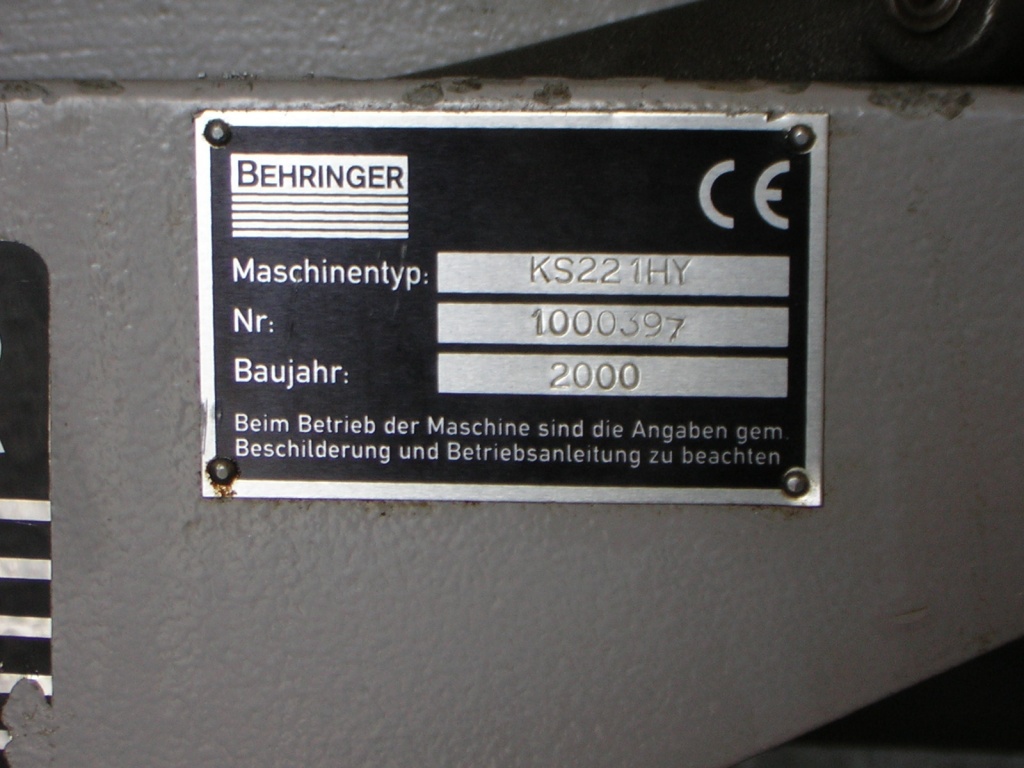 BEHRINGER
CE
Maschinentyp: KS221HY
Nr: 1000397
Baujahr: 2000
Beim Betrieb der Maschine sind die Angaben gem.
Beschilderung und Betriebsanleitung zu beachten